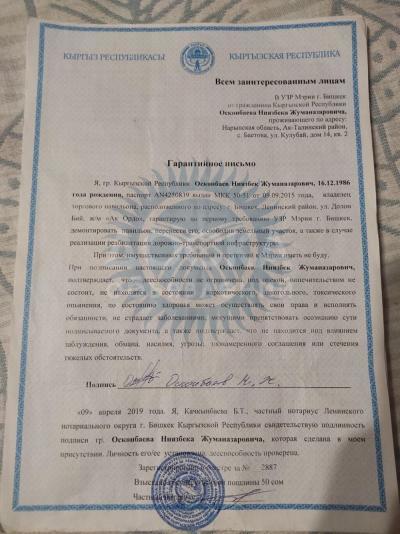 КЫРГЫЗ РЕСПУБЛИКАСЫ
КЫРГЫЗСКАЯ РЕСПУБЛИКА
Всем заинтересованным лицам
В УЗР Мэрии г. Бишкек
от гражданина Кыргызской Республики
Осконбаева Ниязбека Жуманазаровича,
проживающего по адресу:
Нарынская область, Ак-Талинский район,
с. Баетова, ул. Кулубай, дом 14, кв. 2
Гарантийное письмо
Я, гр. Кыргызской Республики Осконбаев Ниязбек Жуманазарович, 16.12.1986
года рождения, паспорт AN4250819 выдан МКК 50-51 от 09.09.2015 года, владелец
торгового павильона, расположенного по адресу: г. Бишкек, Ленинский район, ул. Долон
Бий, ж/м «Ак Ордо», гарантирую по первому требованию УЗР Мэрии г. Бишкек,
демонтировать павильон, перенести его, освободив земельный участок, а также в случае
реализации реабилитации дорожно-транспортной инфраструктуры.
При этом, имущественных требований и претензий к Мэрии иметь не буду.
При подписании настоящего документа Осконбаев Ниязбек Жуманазарович,
подтверждает, что в дееспособности не ограничен, под опекой, попечительством не
состоит, не находится в состоянии наркотического, алкогольного, токсического
опьянения, по состоянию здоровья может осуществлять свои права и исполнять
обязанности, не страдает заболеваниями, могущими препятствовать осознанию сути
подписываемого документа, а также подтверждает, что не находится под влиянием
заблуждения, обмана, насилия, угрозы, злонамеренного соглашения или стечения
тяжелых обстоятельств.
Подпись Осконбаев Н. Ж.
«09» апреля 2019 года. Я, Качкынбаева Б.Т., частный нотариус Ленинского
нотариального округа г. Бишкек Кыргызской Республики свидетельствую подлинность
подписи гр. Осконбаева Ниязбека Жуманазаровича, которая сделана в моем
присутствии. Личность его/ее установлена, дееспособность проверена.
Зарегистрировано в реестре за № 2887
Взыскано государственной пошлины 50 сом
Частный нотариус